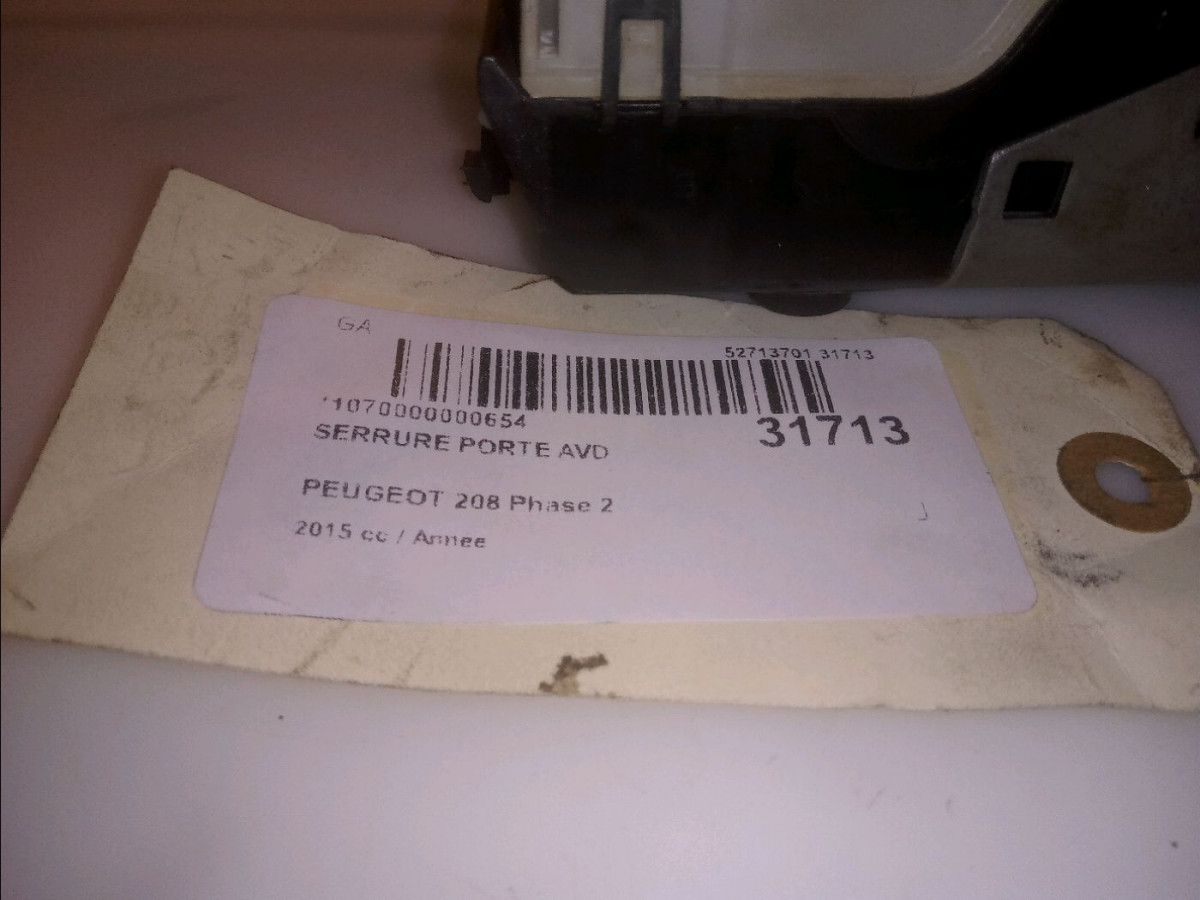 GA
52713701 31713
*1070000000654
31713
SERRURE PORTE AVD
PEUGEOT 208 Phase 2
2015 cc / Annee